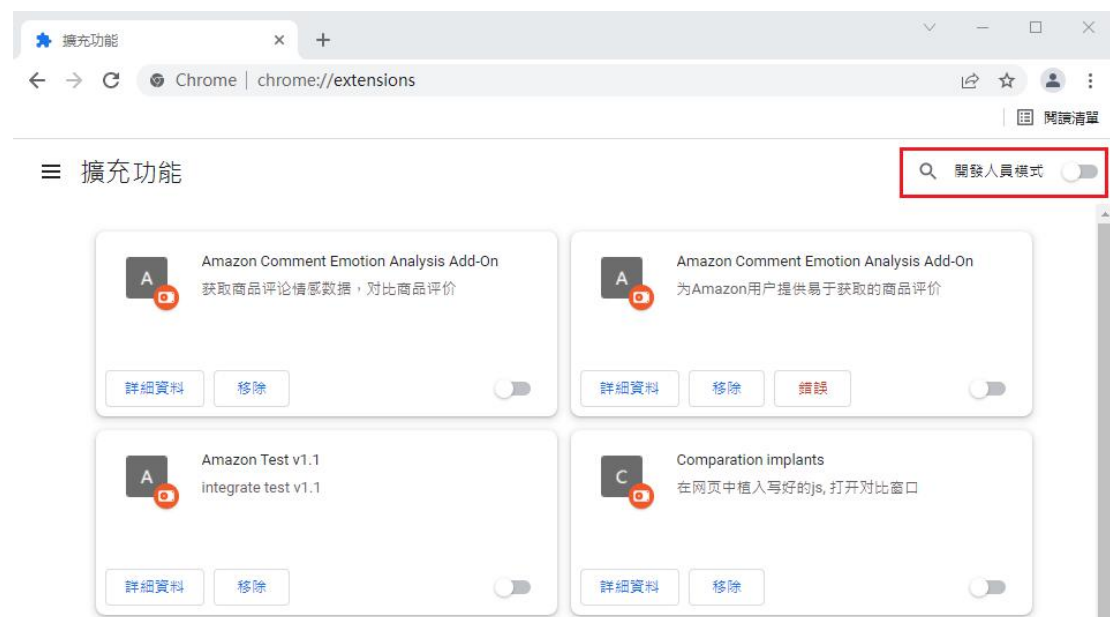 擴充功能
Chrome | chrome://extensions
閱讀清單
擴充功能
開發人員模式
A
Amazon Comment Emotion Analysis Add-On
获取商品评论情感数据，对比商品评价
詳細資料
移除
A
Amazon Comment Emotion Analysis Add-On
为Amazon用户提供易于获取的商品评价
詳細資料
移除
錯誤
A
Amazon Test v1.1
integrate test v1.1
詳細資料
移除
C
Comparation implants
在网页中植入写好的js, 打开对比窗口
詳細資料
移除